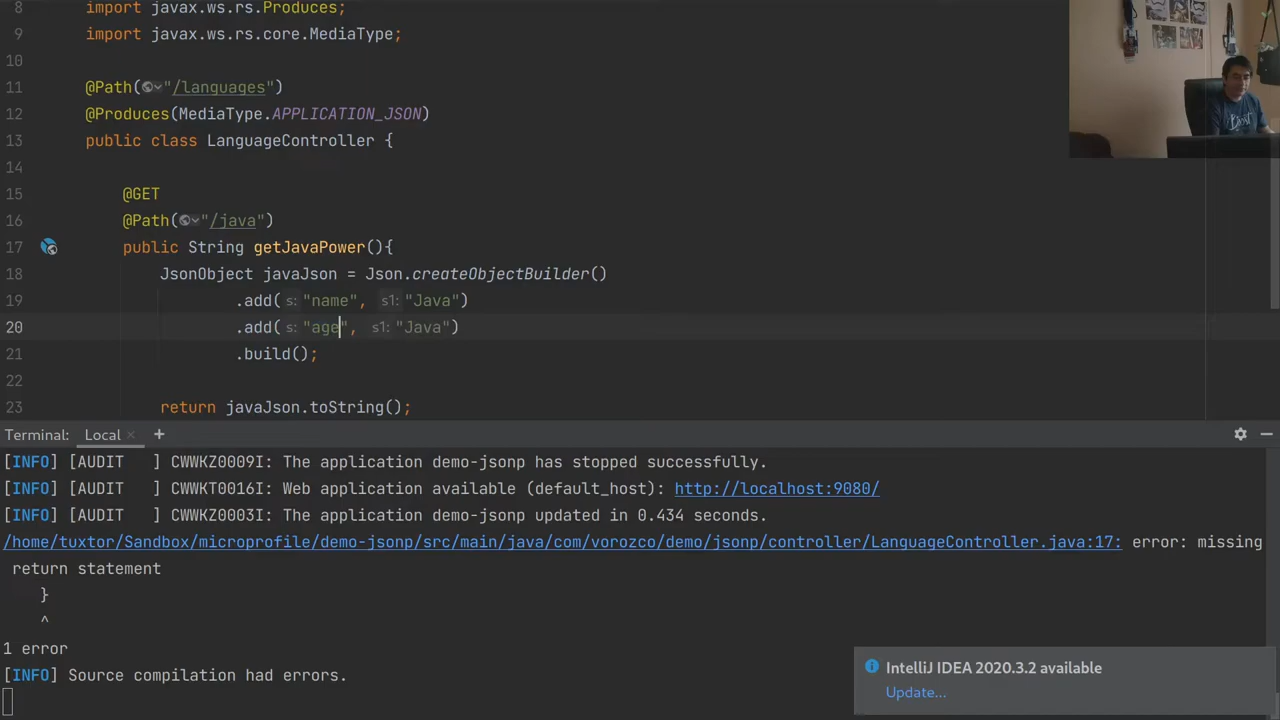 8 import javax.ws.rs.Produces;
9 import javax.ws.rs.core.MediaType;
10
11 @Path("/languages")
12 @Produces(MediaType.APPLICATION_JSON)
13 public class LanguageController {
14
15 @GET
16 @Path("/java")
17 public String getJavaPower(){
18 JsonObject javaJson = Json.createObjectBuilder()
19 .add( s: "name", s1: "Java")
20 .add( s: "age", s1: "Java")
21 .build();
22
23 return javaJson.toString();
Terminal: Local × +
[INFO] [AUDIT   ] CWWKZ0009I: The application demo-jsonp has stopped successfully.
[INFO] [AUDIT   ] CWWKT0016I: Web application available (default_host): http://localhost:9080/
[INFO] [AUDIT   ] CWWKZ0003I: The application demo-jsonp updated in 0.434 seconds.
/home/tuxtor/Sandbox/microprofile/demo-jsonp/src/main/java/com/vorozco/demo/jsonp/controller/LanguageController.java:17: error: missing
return statement
}
^
1 error
[INFO] Source compilation had errors.
IntelliJ IDEA 2020.3.2 available
Update...